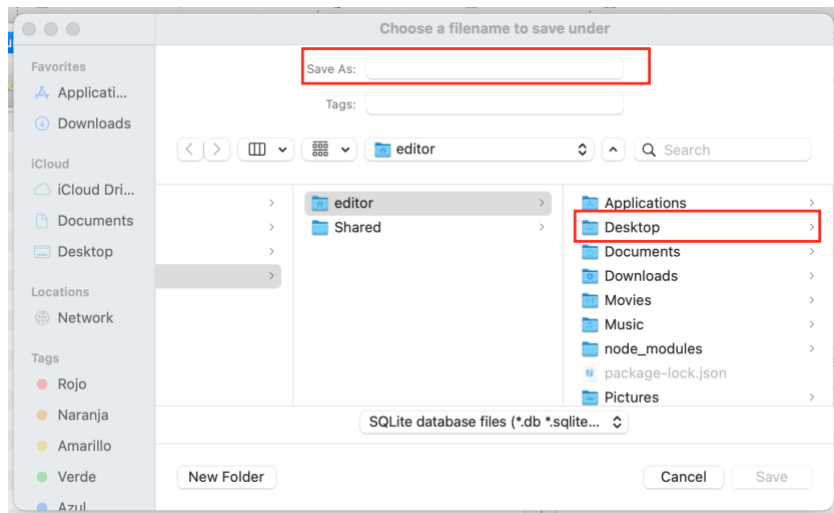 Choose a filename to save under
Favorites
Applicati...
Downloads
iCloud
iCloud Dri...
Documents
Desktop
Locations
Network
Tags
Rojo
Naranja
Amarillo
Verde
Azul
Save As:
Tags:
editor
Search
editor
Shared
Applications
Desktop
Documents
Downloads
Movies
Music
node_modules
package-lock.json
Pictures
SQLite database files (*.db *.sqlite...
New Folder
Cancel
Save